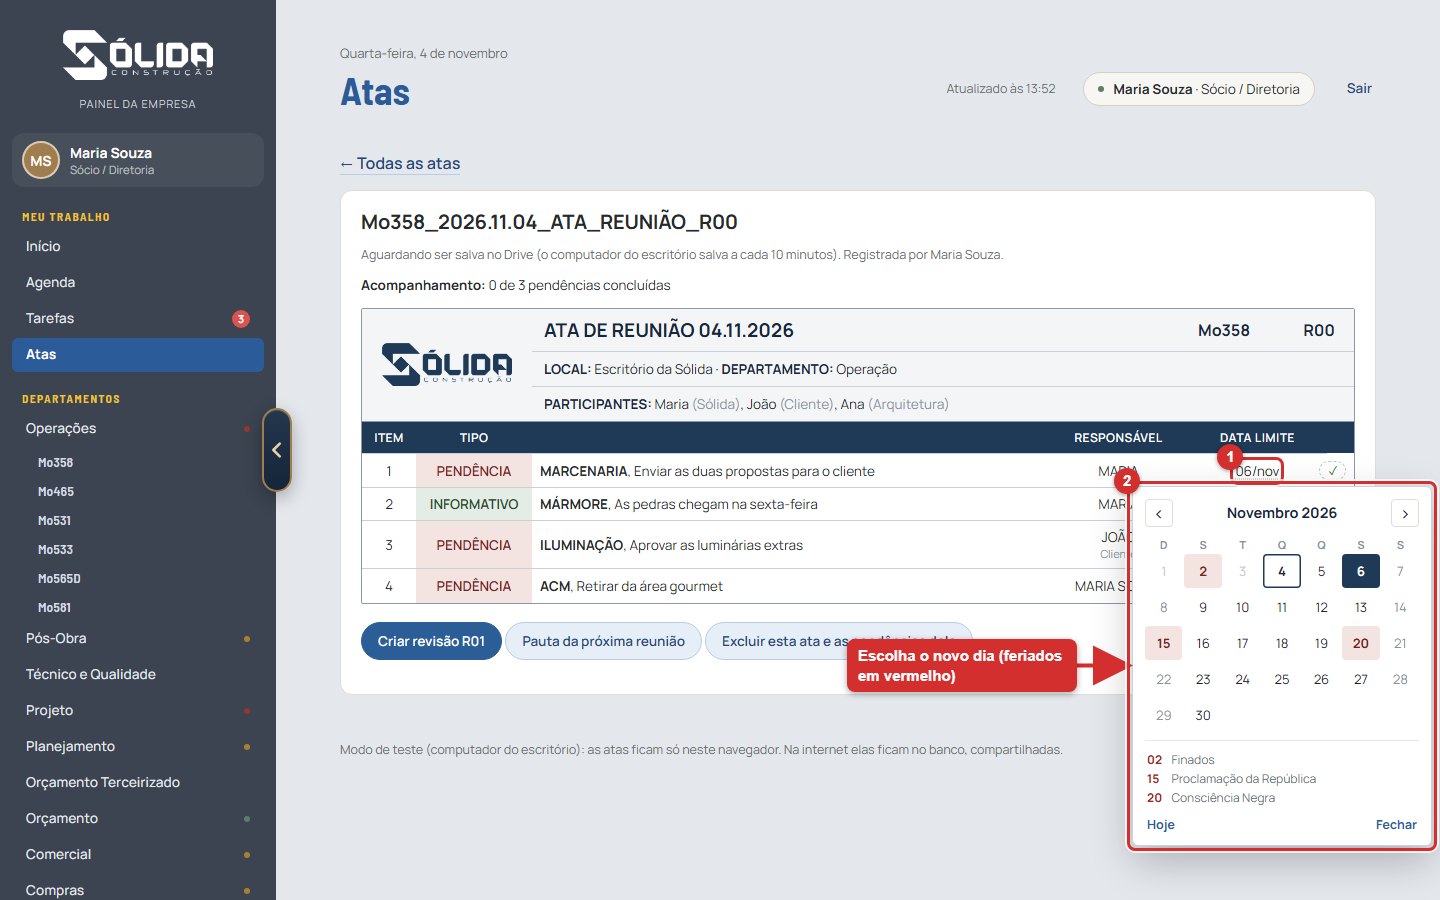 SÓLIDA
CONSTRUÇÃO
PAINEL DA EMPRESA
MS
Maria Souza
Sócio / Diretoria
MEU TRABALHO
Início
Agenda
Tarefas
3
Atas
DEPARTAMENTOS
Operações
Mo358
Mo465
Mo531
Mo533
Mo565D
Mo581
Pós-Obra
Técnico e Qualidade
Projeto
Planejamento
Orçamento Terceirizado
Orçamento
Comercial
Compras
Quarta-feira, 4 de novembro
Atas
Atualizado às 13:52
Maria Souza · Sócio / Diretoria
Sair
← Todas as atas
Mo358_2026.11.04_ATA_REUNIÃO_R00
Aguardando ser salva no Drive (o computador do escritório salva a cada 10 minutos). Registrada por Maria Souza.
Acompanhamento: 0 de 3 pendências concluídas
SÓLIDA
CONSTRUÇÃO
ATA DE REUNIÃO 04.11.2026
Mo358
R00
LOCAL: Escritório da Sólida · DEPARTAMENTO: Operação
PARTICIPANTES: Maria (Sólida), João (Cliente), Ana (Arquitetura)
ITEM TIPO RESPONSÁVEL DATA LIMITE
1 PENDÊNCIA MARCENARIA, Enviar as duas propostas para o cliente MARIA 06/nov ✓
2 INFORMATIVO MÁRMORE, As pedras chegam na sexta-feira
3 PENDÊNCIA ILUMINAÇÃO, Aprovar as luminárias extras
4 PENDÊNCIA ACM, Retirar da área gourmet
Criar revisão R01
Pauta da próxima reunião
Excluir esta ata e as pendências dela
Modo de teste (computador do escritório): as atas ficam só neste navegador. Na internet elas ficam no banco, compartilhadas.
1
2
Escolha o novo dia (feriados
em vermelho)
Novembro 2026
D S T Q Q S S
1 2 3 4 5 6 7
8 9 10 11 12 13 14
15 16 17 18 19 20 21
22 23 24 25 26 27 28
29 30
02 Finados
15 Proclamação da República
20 Consciência Negra
Hoje
Fechar